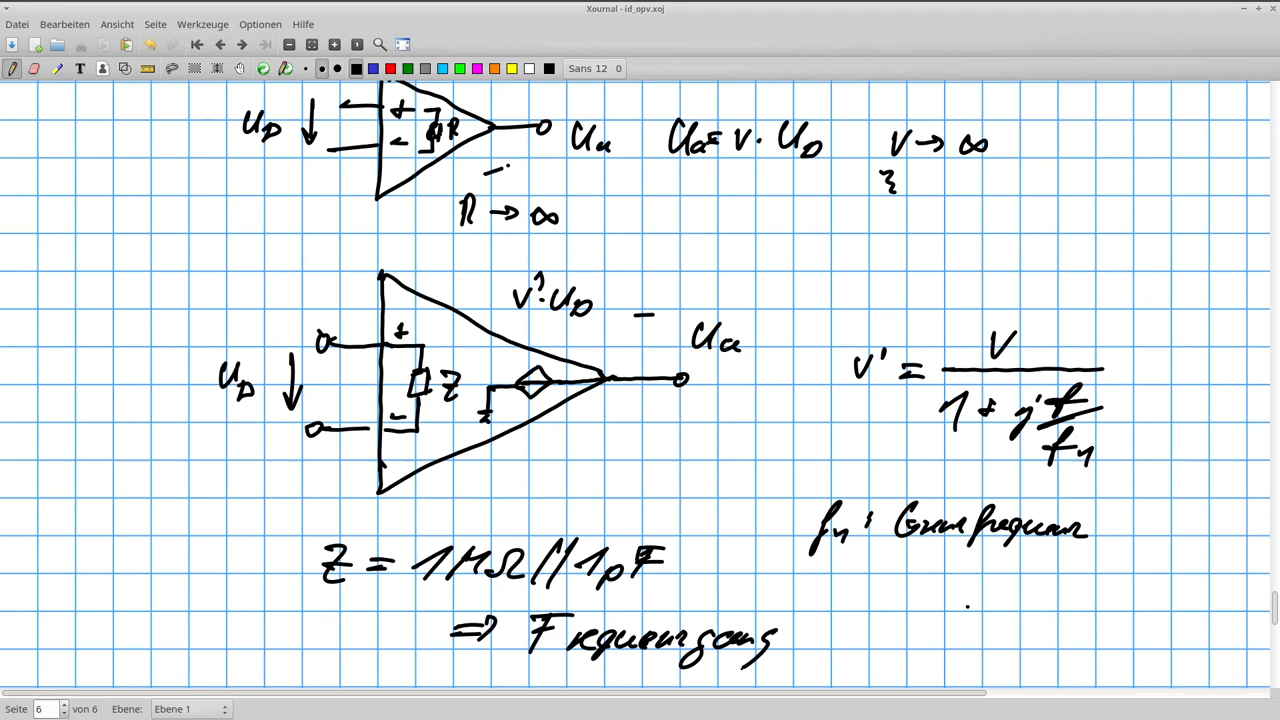 Xournal - id_opv.xoj
Datei Bearbeiten Ansicht Seite Werkzeuge Optionen Hilfe
Sans 12 0
U_D + - R U_a U_a = v · U_D v → ∞
R → ∞
v' · U_D
U_D + - Z U_a v' = v / (1 + j f/f_1)
f_1 : Grenzfrequenz
Z = 1MΩ//1pF
⇒ Frequenzgang
Seite 6 von 6 Ebene: Ebene 1